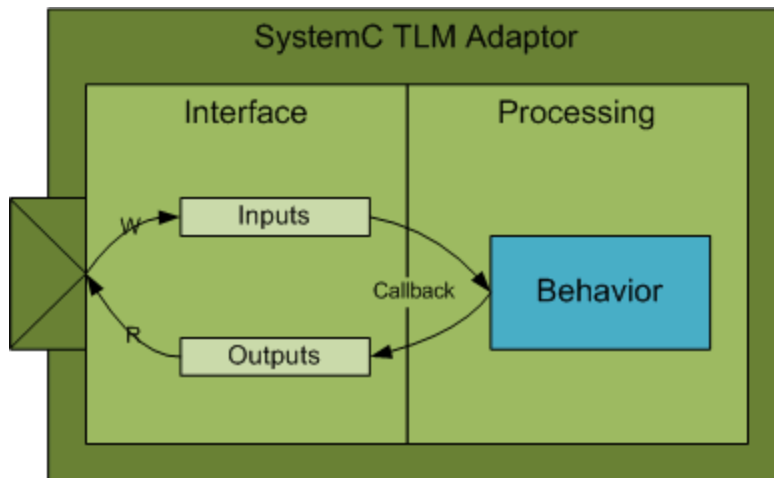 SystemC TLM Adaptor
Interface
Processing
W
Inputs
Callback
Behavior
R
Outputs